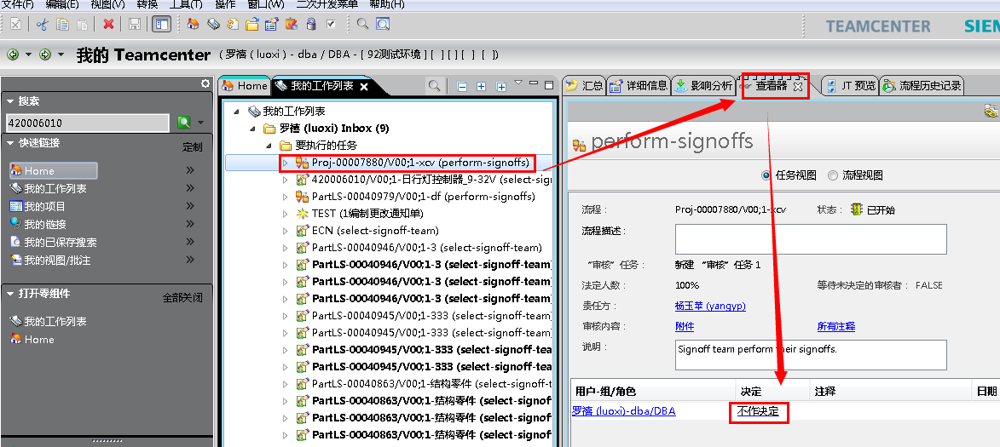 文件(F) 编辑(E) 视图(V) 转换 工具(T) 操作 窗口(W) 二次开发菜单 帮助(H)
TEAMCENTER SIEM
我的 Teamcenter ( 罗禧 ( luoxi ) - dba / DBA - [ 92测试环境 ] [ ] [ ] [ ] [ ] )
搜索
420006010
快速链接 定制
Home
我的工作列表
我的项目
我的链接
我的已保存搜索
我的视图/批注
打开零组件 全部关闭
我的工作列表
Home
Home 我的工作列表
我的工作列表
罗禧 (luoxi) Inbox (9)
要执行的任务
Proj-00007880/V00;1-xcv (perform-signoffs)
420006010/V00;1-日行灯控制器_9-32V (select-sig
PartLS-00040979/V00;1-df (perform-signoffs)
TEST (1编制更改通知单)
ECN (select-signoff-team)
PartLS-00040946/V00;1-3 (select-signoff-team)
PartLS-00040946/V00;1-3 (select-signoff-team
PartLS-00040946/V00;1-3 (select-signoff-team
PartLS-00040946/V00;1-3 (select-signoff-team
PartLS-00040945/V00;1-333 (select-signoff-team
PartLS-00040945/V00;1-333 (select-signoff-team
PartLS-00040945/V00;1-333 (select-signoff-tea
PartLS-00040945/V00;1-333 (select-signoff-tea
PartLS-00040863/V00;1-结构零件 (select-signoff
PartLS-00040863/V00;1-结构零件 (select-signof
PartLS-00040863/V00;1-结构零件 (select-signof
PartLS-00040863/V00;1-结构零件 (select-signof
汇总 详细信息 影响分析 查看器 JT 预览 流程历史记录
perform-signoffs
任务视图 流程视图
流程： Proj-00007880/V00;1-xcv 状态： 已开始
流程描述：
“审核”任务： 新建 “审核” 任务 1
法定人数： 100% 等待未决定的审核者： FALSE
责任方： 杨玉苹 (yangyp)
审核内容： 附件 所有注释
说明： Signoff team perform their signoffs.
用户-组/角色 决定 注释 日期
罗禧 (luoxi)-dba/DBA 不作决定